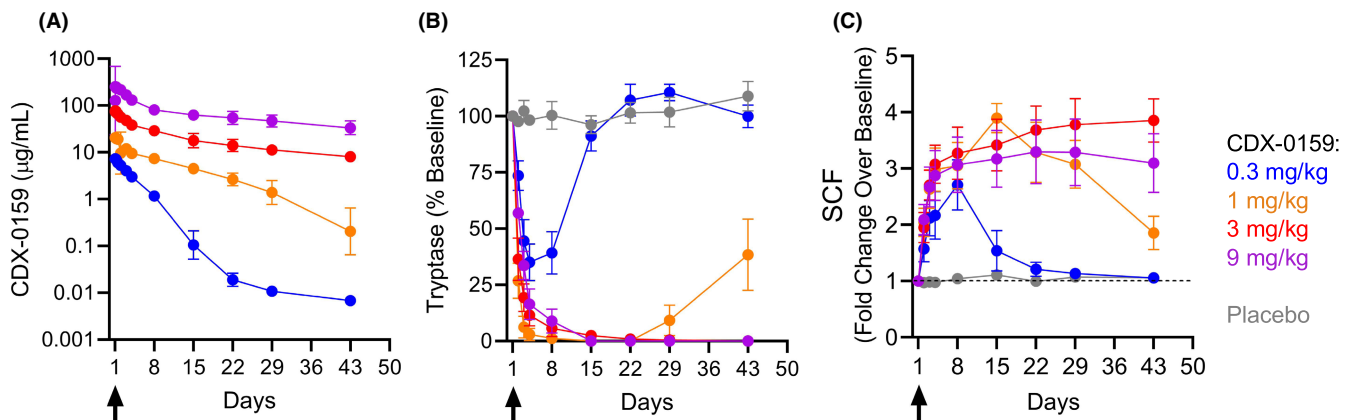 (A)
CDX-0159 (µg/mL)
1000
100
10
1
0.1
0.01
0.001
1 8 15 22 29 36 43 50
Days
(B)
Tryptase (% Baseline)
125
100
75
50
25
0
1 8 15 22 29 36 43 50
Days
(C)
SCF
(Fold Change Over Baseline)
5
4
3
2
1
0
1 8 15 22 29 36 43 50
Days
CDX-0159:
0.3 mg/kg
1 mg/kg
3 mg/kg
9 mg/kg
Placebo